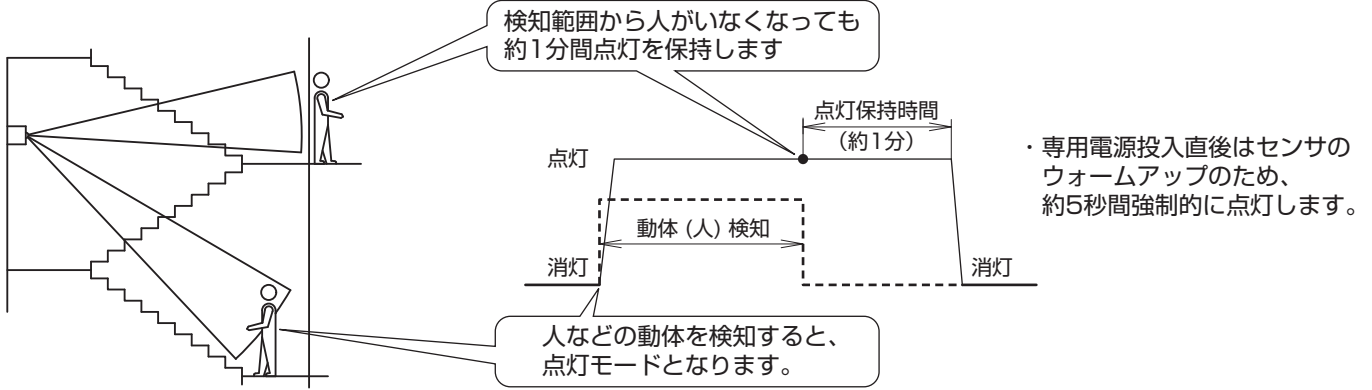 検知範囲から人がいなくなっても
約1分間点灯を保持します
点灯保持時間
(約1分)
点灯
動体 (人) 検知
消灯
消灯
人などの動体を検知すると、
点灯モードとなります。
・専用電源投入直後はセンサの
ウォームアップのため、
約5秒間強制的に点灯します。